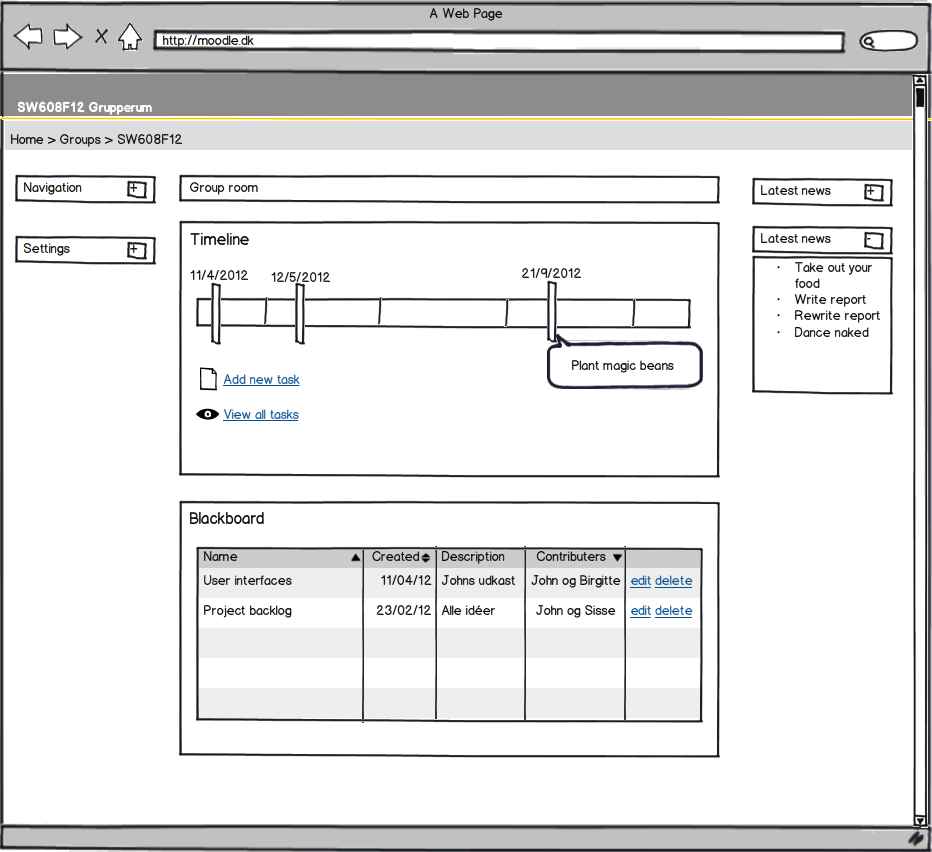 A Web Page
http://moodle.dk
SW608F12 Grupperum
Home > Groups > SW608F12
Navigation
Settings
Group room
Timeline
11/4/2012
12/5/2012
21/9/2012
Plant magic beans
Add new task
View all tasks
Blackboard
Name Created Description Contributers
User interfaces 11/04/12 Johns udkast John og Birgitte edit delete
Project backlog 23/02/12 Alle idéer John og Sisse edit delete
Latest news
Latest news
· Take out your
food
· Write report
· Rewrite report
· Dance naked